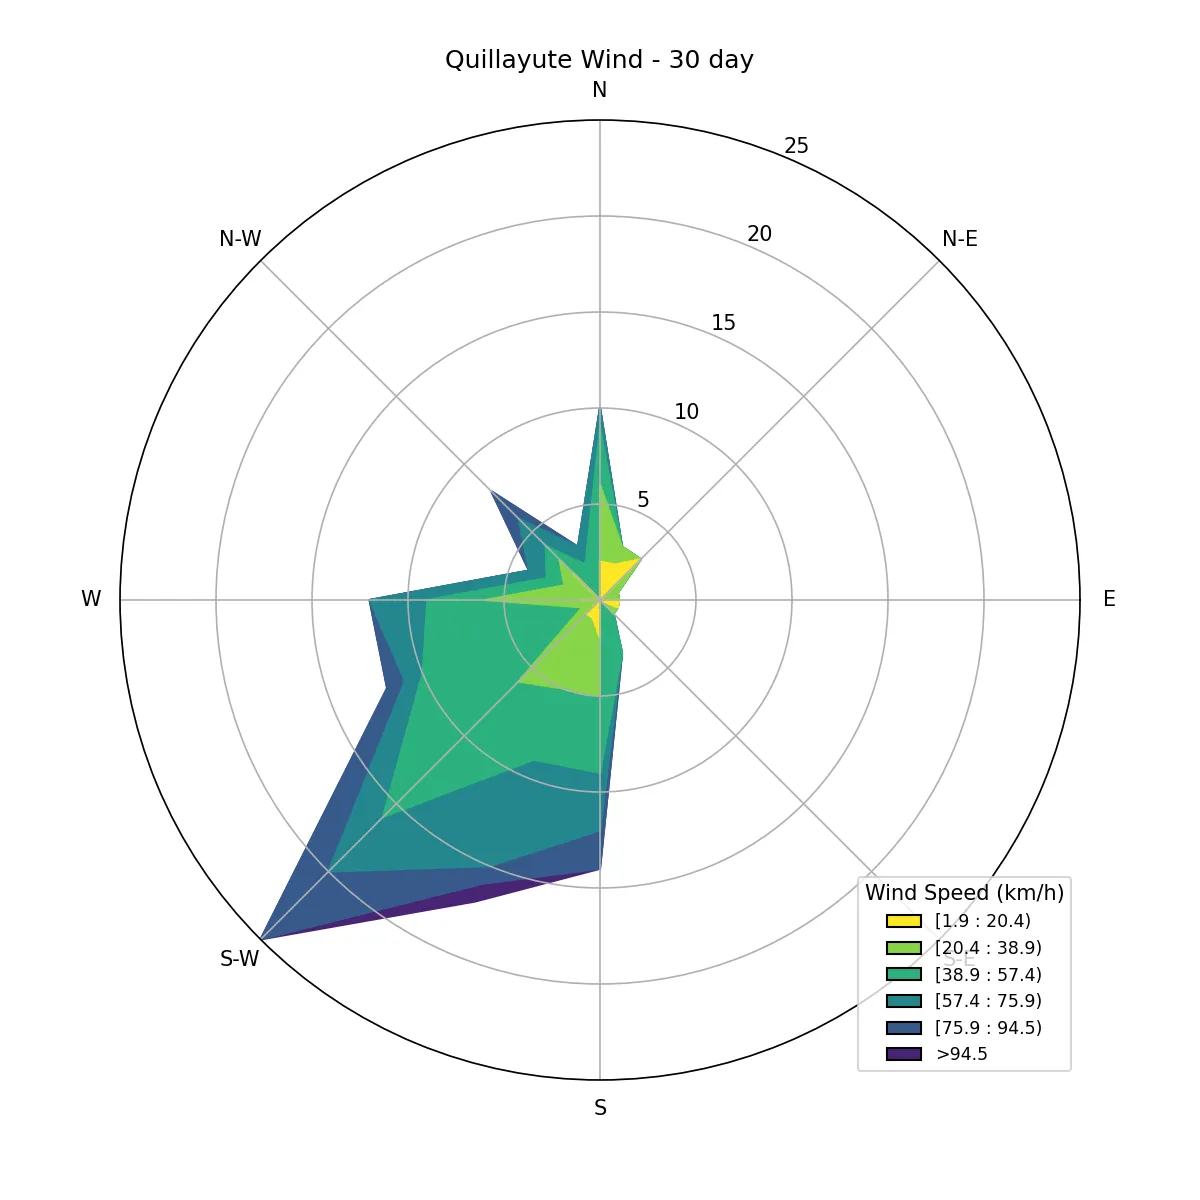 Quillayute Wind - 30 day
N
25
N-W
N-E
20
15
10
5
W
E
S-W
S-E
S
Wind Speed (km/h)
[1.9 : 20.4)
[20.4 : 38.9)
[38.9 : 57.4)
[57.4 : 75.9)
[75.9 : 94.5)
>94.5